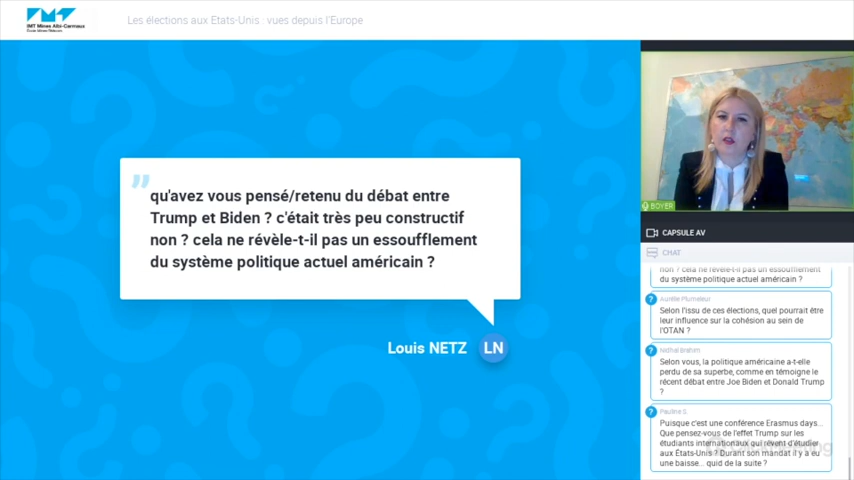 IMT Mines Albi-Carmaux
École Mines-Télécom
Les élections aux Etats-Unis : vues depuis l'Europe
qu'avez vous pensé/retenu du débat entre
Trump et Biden ? c'était très peu constructif
non ? cela ne révèle-t-il pas un essoufflement
du système politique actuel américain ?
Louis NETZ
LN
BOYER
CAPSULE AV
CHAT
non ? cela ne révèle-t-il pas un essoufflement
du système politique actuel américain ?
?
Aurélie Plumeleur
Selon l'issu de ces élections, quel pourrait être
leur influence sur la cohésion au sein de
l'OTAN ?
?
Nidhal Brahim
Selon vous, la politique américaine a-t-elle
perdu de sa superbe, comme en témoigne le
récent débat entre Joe Biden et Donald Trump
?
?
Pauline S.
Puisque c'est une conférence Erasmus days...
Que pensez-vous de l'effet Trump sur les
étudiants internationaux qui rêvent d'étudier
aux États-Unis ? Durant son mandat il y a eu
une baisse... quid de la suite ?